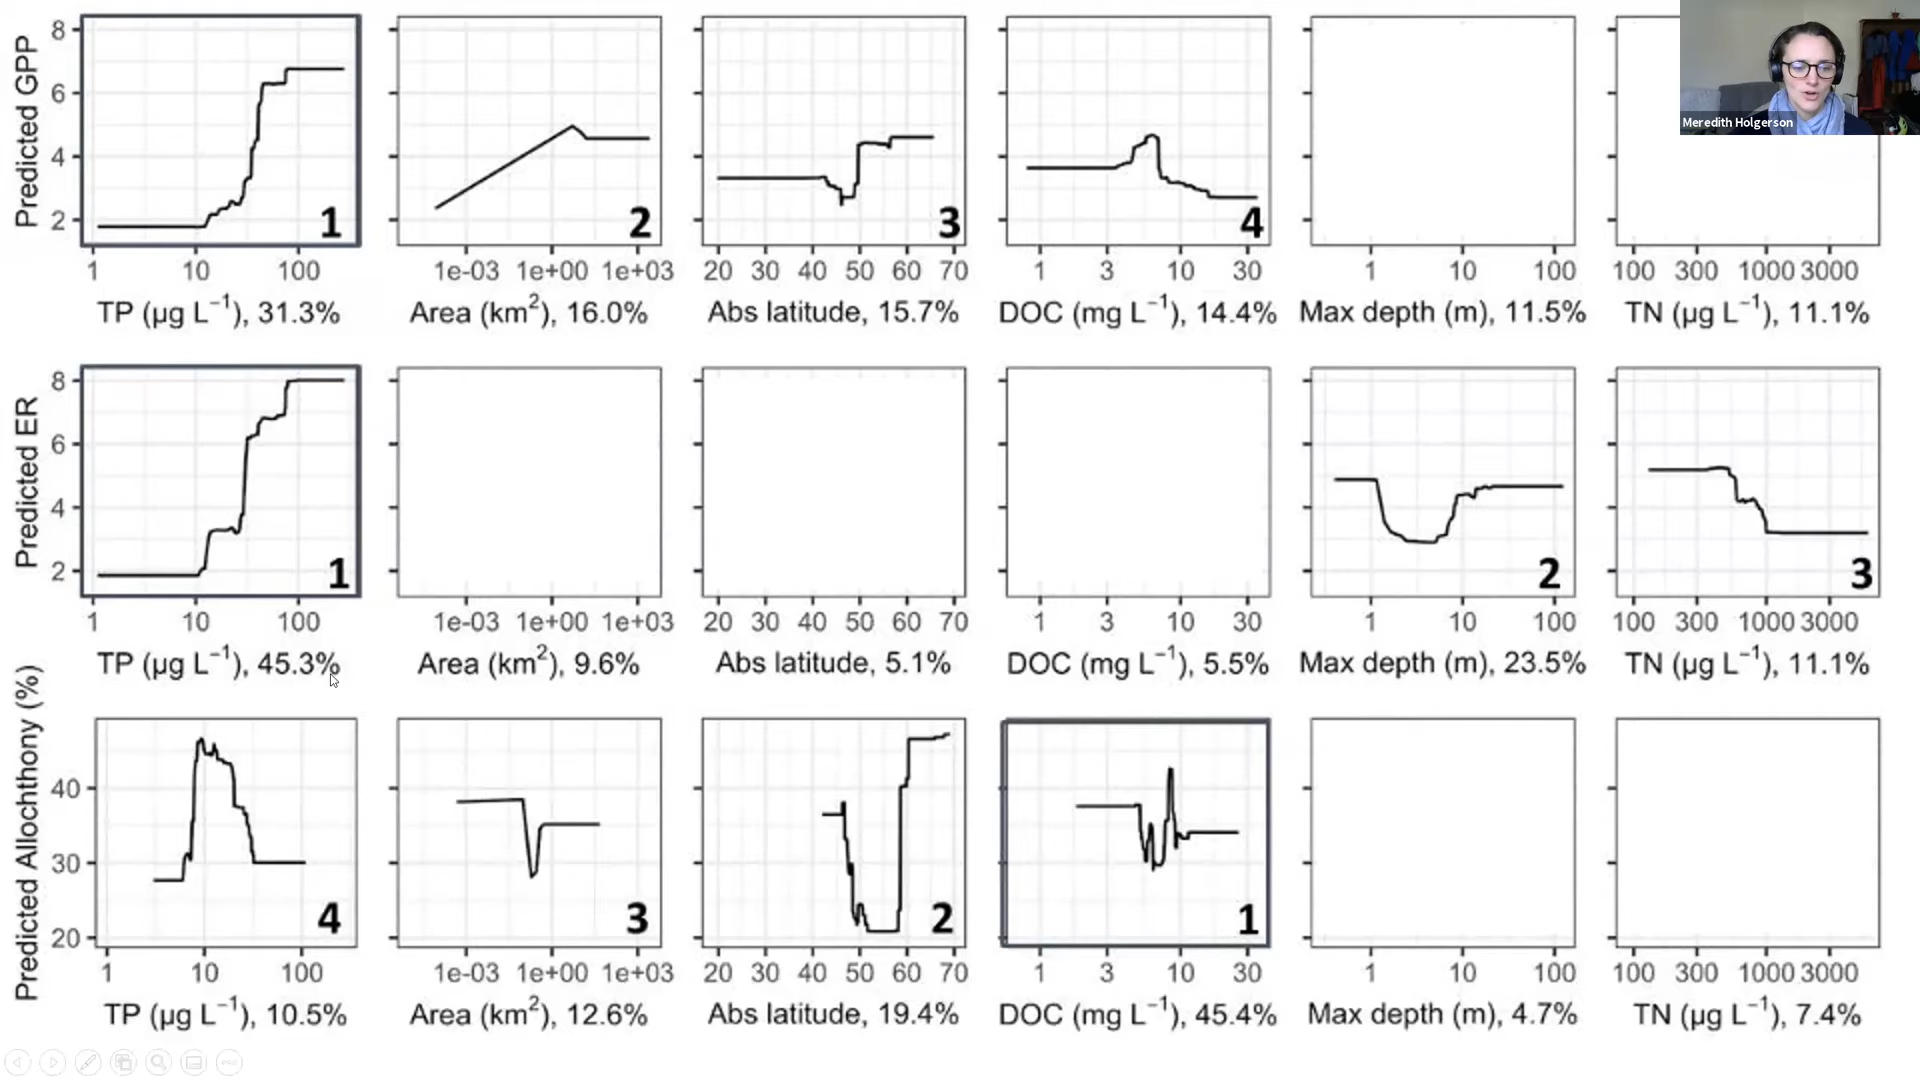 Meredith Holgerson
Predicted GPP
8
6
4
2
1
2
3
4
1 10 100
1e-03 1e+00 1e+03
20 30 40 50 60 70
1 3 10 30
1 10 100
100 300 1000 3000
TP (µg L⁻¹), 31.3%
Area (km²), 16.0%
Abs latitude, 15.7%
DOC (mg L⁻¹), 14.4%
Max depth (m), 11.5%
TN (µg L⁻¹), 11.1%
Predicted ER
8
6
4
2
1
2
3
1 10 100
1e-03 1e+00 1e+03
20 30 40 50 60 70
1 3 10 30
1 10 100
100 300 1000 3000
TP (µg L⁻¹), 45.3%
Area (km²), 9.6%
Abs latitude, 5.1%
DOC (mg L⁻¹), 5.5%
Max depth (m), 23.5%
TN (µg L⁻¹), 11.1%
Predicted Allochthony (%)
40
30
20
4
3
2
1
1 10 100
1e-03 1e+00 1e+03
20 30 40 50 60 70
1 3 10 30
1 10 100
100 300 1000 3000
TP (µg L⁻¹), 10.5%
Area (km²), 12.6%
Abs latitude, 19.4%
DOC (mg L⁻¹), 45.4%
Max depth (m), 4.7%
TN (µg L⁻¹), 7.4%